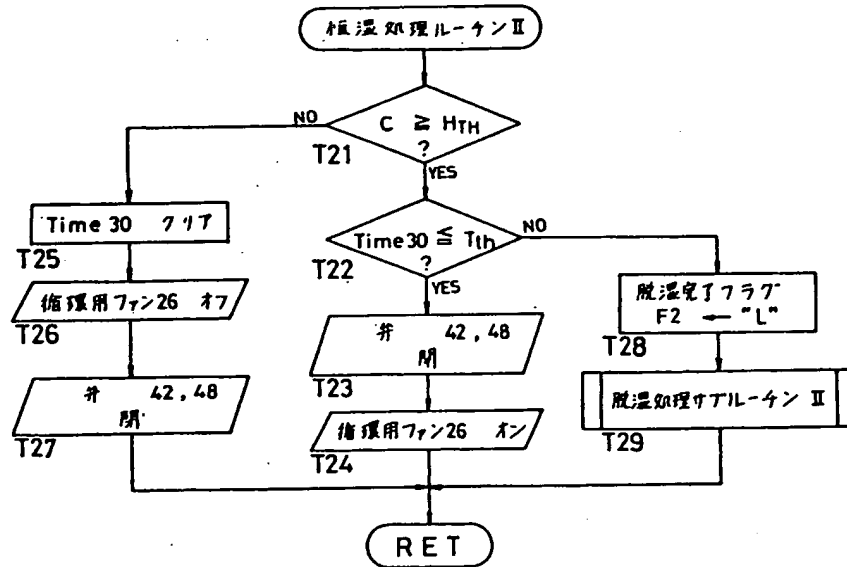 恒湿処理ルーチンⅡ
C ≧ HTH
?
NO
YES
T21
Time 30 クリア
T25
Time30 ≦ Tth
?
NO
YES
T22
循環用ファン26 オフ
T26
弁 42,48
開
T23
脱湿完了フラグ
F2 ← "L"
T28
弁 42,48
閉
T27
循環用ファン26 オン
T24
脱湿処理サブルーチン Ⅱ
T29
RET